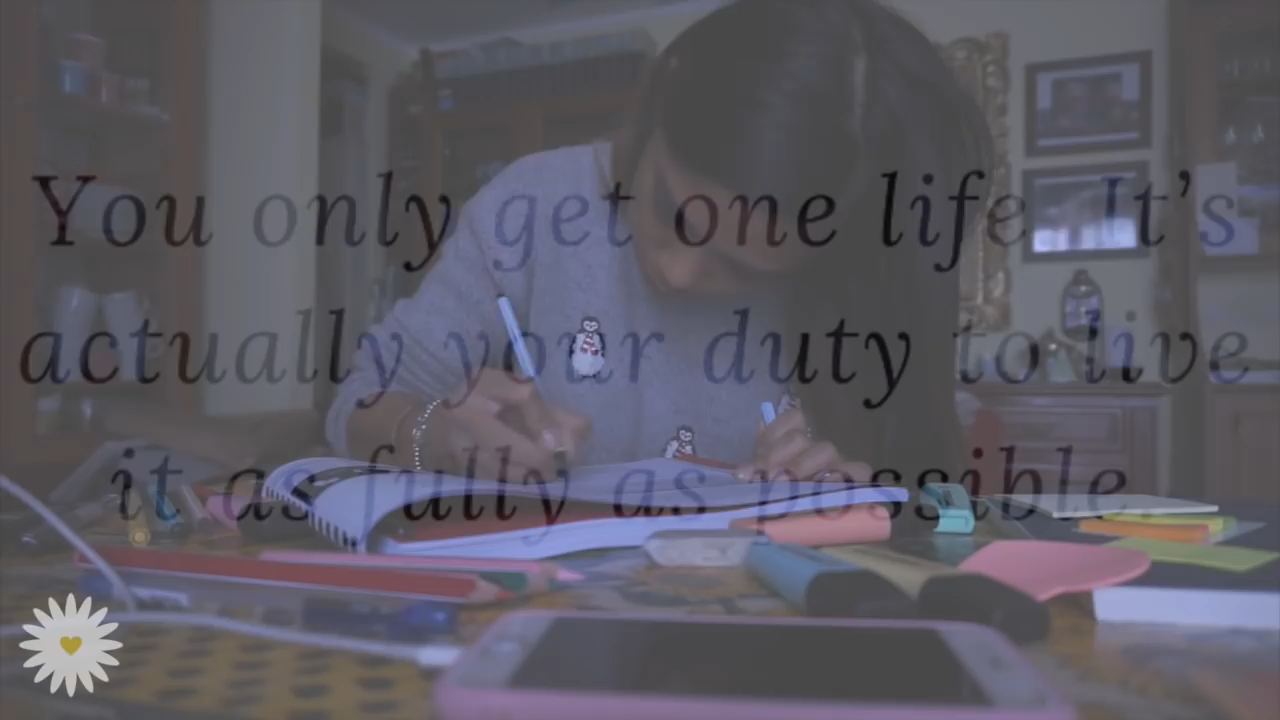 You only get one life. It's
actually your duty to live
it as fully as possible.